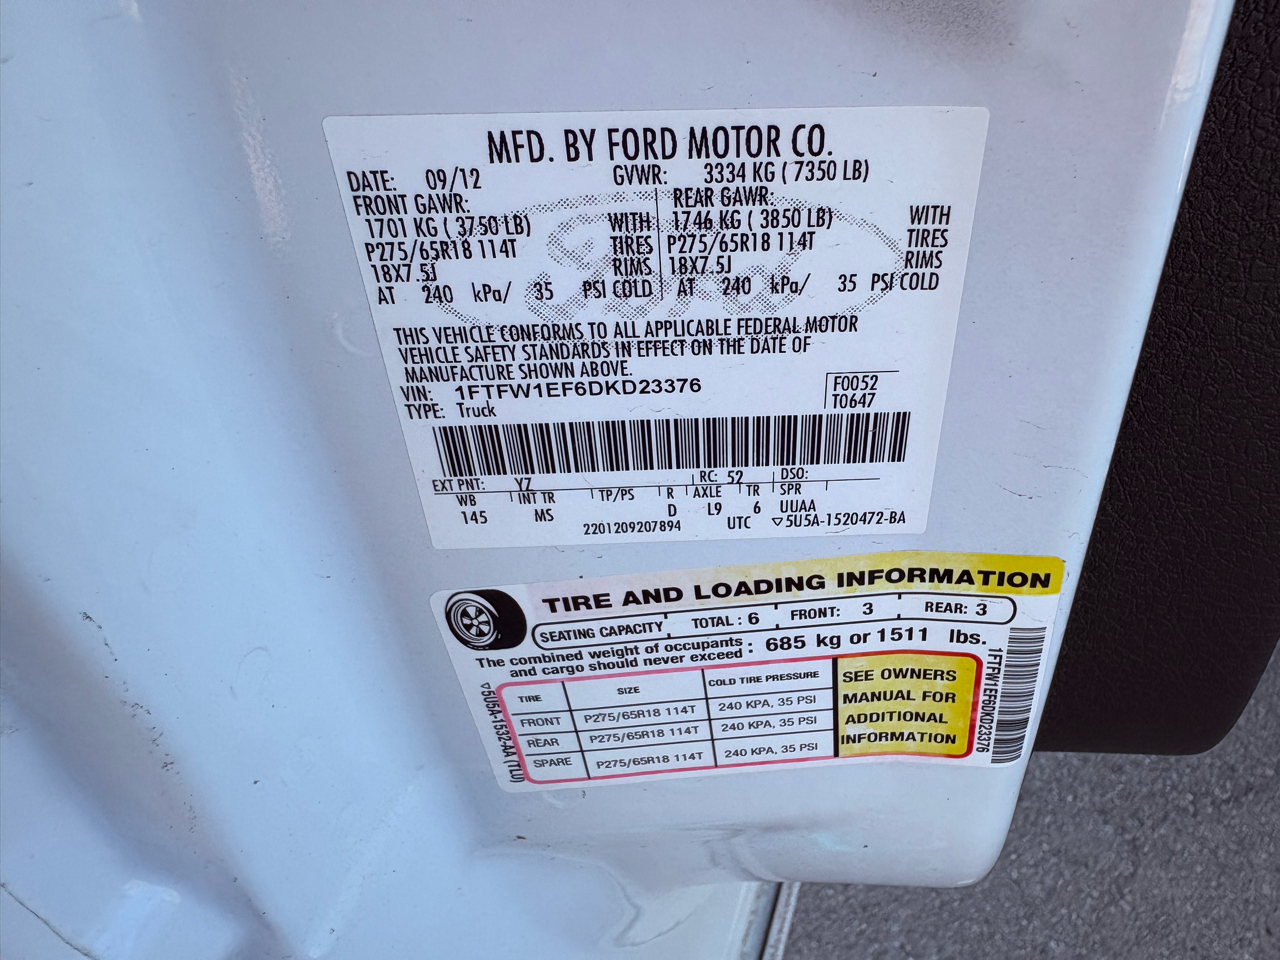 MFD. BY FORD MOTOR CO.
DATE: 09/12 GVWR: 3334 KG ( 7350 LB)
FRONT GAWR: REAR GAWR:
1701 KG ( 3750 LB) WITH 1746 KG ( 3850 LB) WITH
P275/65R18 114T TIRES P275/65R18 114T TIRES
18X7.5J RIMS 18X7.5J RIMS
AT 240 kPa/ 35 PSI COLD AT 240 kPa/ 35 PSI COLD
THIS VEHICLE CONFORMS TO ALL APPLICABLE FEDERAL MOTOR
VEHICLE SAFETY STANDARDS IN EFFECT ON THE DATE OF
MANUFACTURE SHOWN ABOVE.
VIN: 1FTFW1EF6DKD23376 F0052
TYPE: Truck T0647
EXT PNT: YZ RC: 52 DSO:
WB INT TR TP/PS R AXLE TR SPR
145 MS D L9 6 UUAA
2201209207894 UTC ▽5U5A-1520472-BA
TIRE AND LOADING INFORMATION
SEATING CAPACITY TOTAL : 6 FRONT: 3 REAR: 3
The combined weight of occupants : 685 kg or 1511 lbs.
and cargo should never exceed
TIRE SIZE COLD TIRE PRESSURE
FRONT P275/65R18 114T 240 KPA, 35 PSI
REAR P275/65R18 114T 240 KPA, 35 PSI
SPARE P275/65R18 114T 240 KPA, 35 PSI
SEE OWNERS
MANUAL FOR
ADDITIONAL
INFORMATION
▽5U5A-1532-AA (TLU)
1FTFW1EF6DKD23376